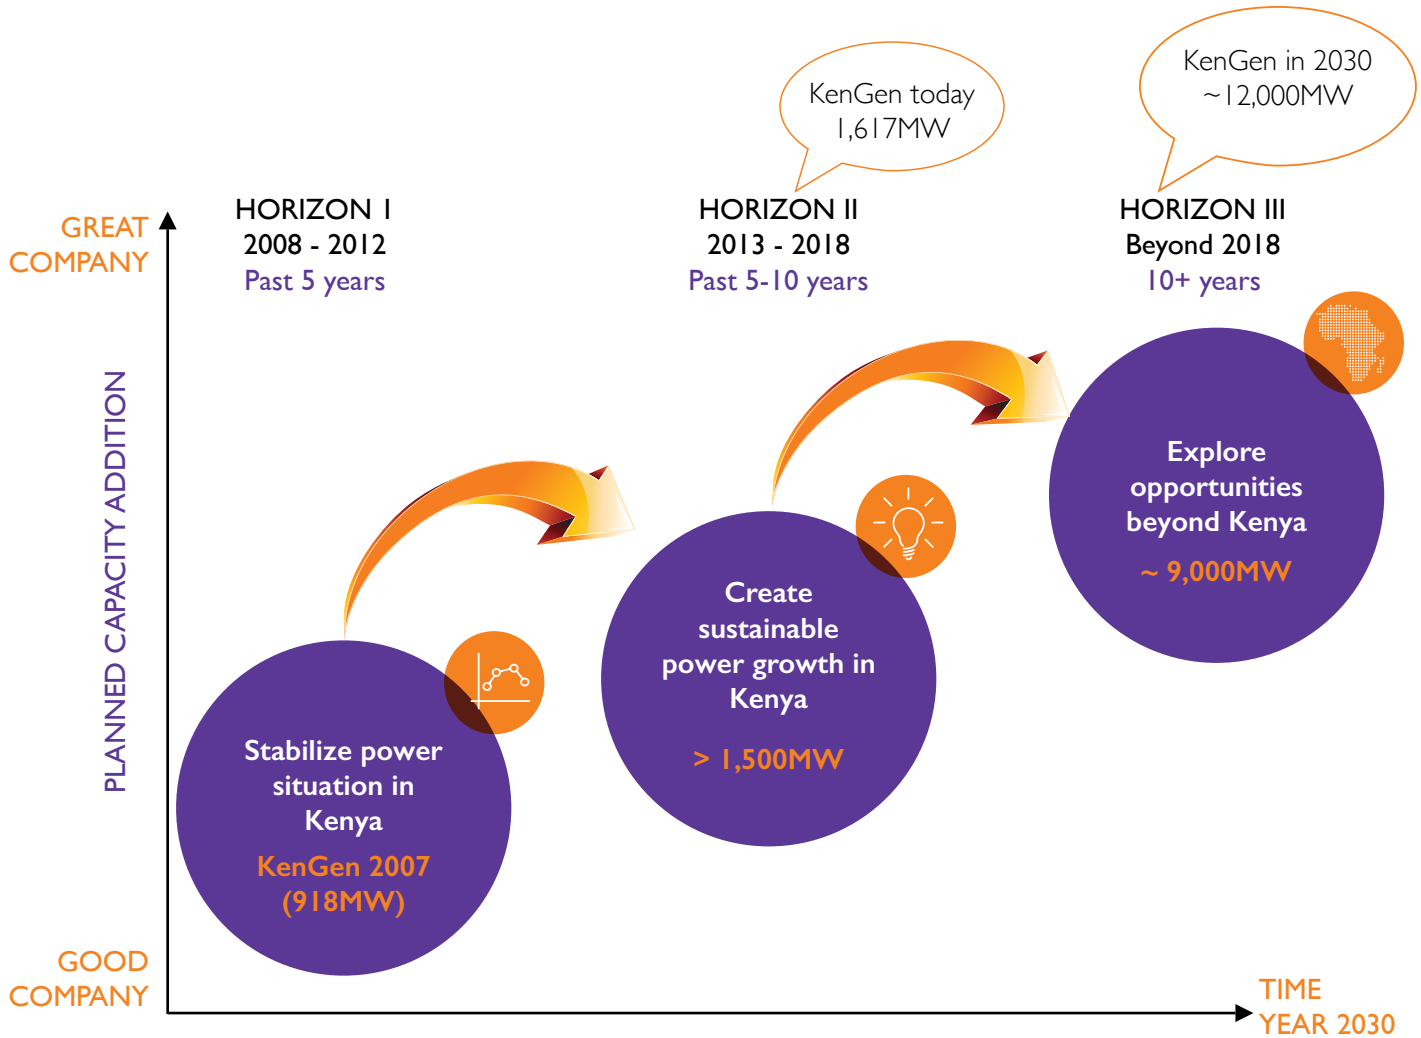 KenGen today
1,617MW
KenGen in 2030
~12,000MW
GREAT
COMPANY
HORIZON I
2008 - 2012
Past 5 years
HORIZON II
2013 - 2018
Past 5-10 years
HORIZON III
Beyond 2018
10+ years
PLANNED CAPACITY ADDITION
Stabilize power
situation in
Kenya
KenGen 2007
(918MW)
Create
sustainable
power growth in
Kenya
> 1,500MW
Explore
opportunities
beyond Kenya
~ 9,000MW
GOOD
COMPANY
TIME
YEAR 2030